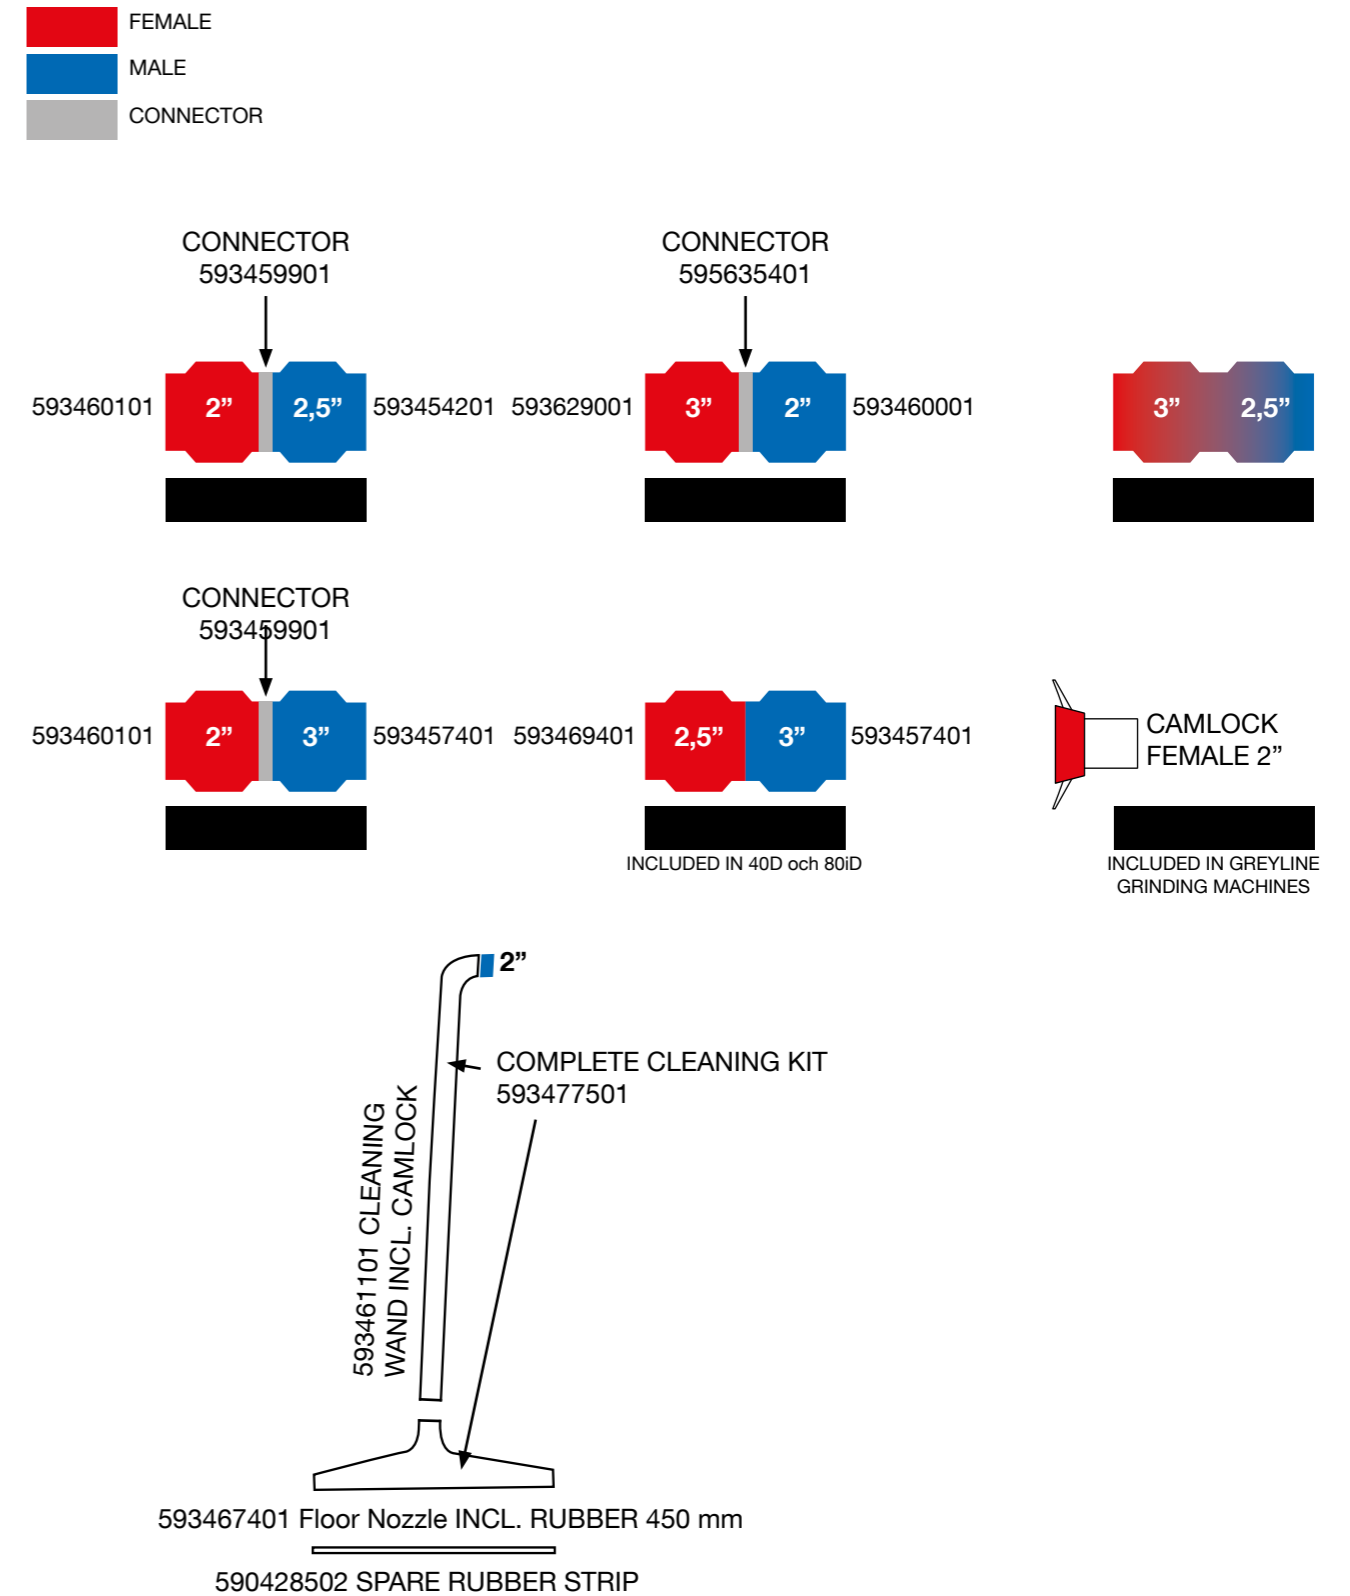 FEMALE
MALE
CONNECTOR
CONNECTOR
593459901
593460101
2”
2,5”
593454201
CONNECTOR
595635401
593629001
3”
2”
593460001
3”
2,5”
CONNECTOR
593459901
593460101
2”
3”
593457401
593469401
2,5”
3”
593457401
INCLUDED IN 40D och 80iD
CAMLOCK
FEMALE 2”
INCLUDED IN GREYLINE
GRINDING MACHINES
2”
COMPLETE CLEANING KIT
593477501
593461101 CLEANING
WAND INCL. CAMLOCK
593467401 Floor Nozzle INCL. RUBBER 450 mm
590428502 SPARE RUBBER STRIP